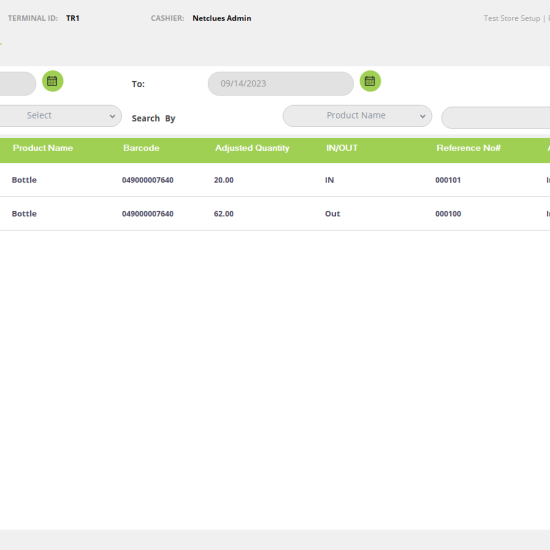 TERMINAL ID: TR1 CASHIER: Netclues Admin Test Store Setup |
To: 09/14/2023
Select Search By Product Name
Product Name Barcode Adjusted Quantity IN/OUT Reference No#
Bottle 049000007640 20.00 IN 000101
Bottle 049000007640 62.00 Out 000100